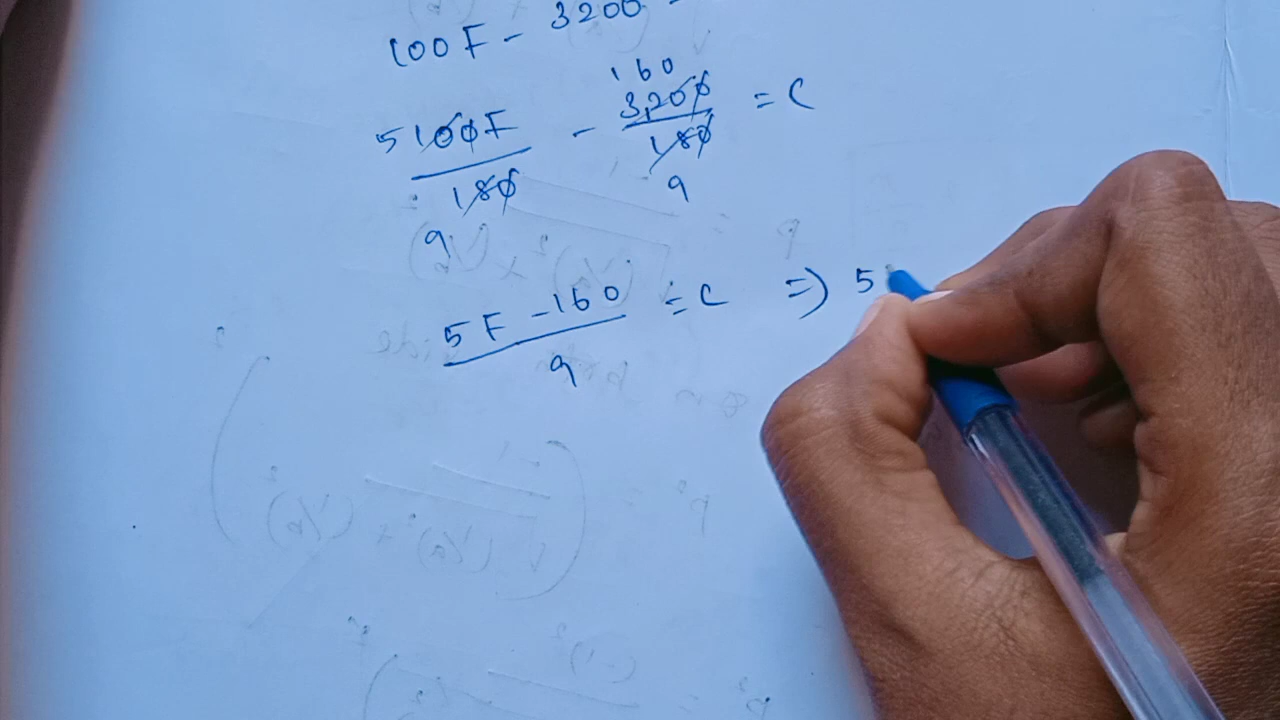 100F - 3200
5 100F/180 9 - 160 3200/180 9 = C
5F - 160/9 = C => 5